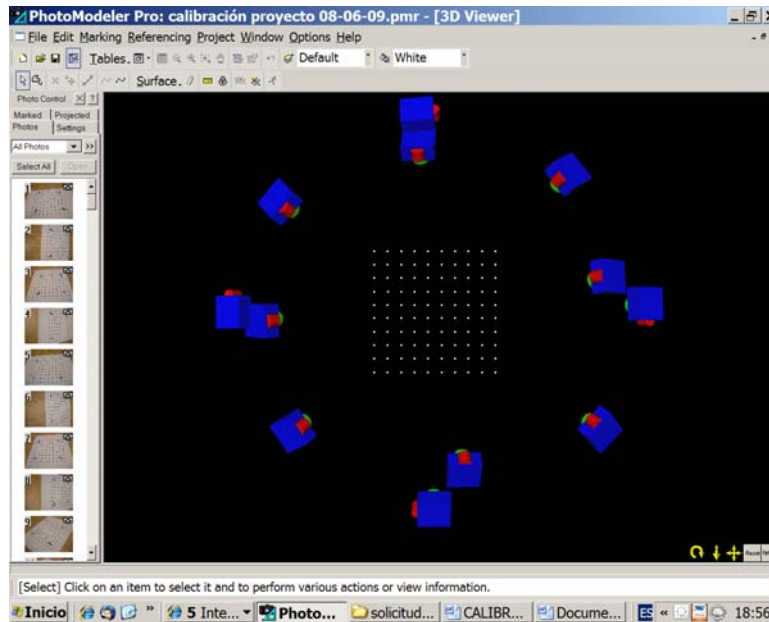 PhotoModeler Pro: calibración proyecto 08-06-09.pmr - [3D Viewer]
File Edit Marking Referencing Project Window Options Help
Tables. Default White
Surface.
Photo Control
Marked Projected
Photos Settings
All Photos >>
Select All Open
1
2
3
4
5
6
7
8
9
[Select] Click on an item to select it and to perform various actions or view information.
Inicio » 5 Inte... Photo... solicitud... CALIBR... Docume... ES « 18:56